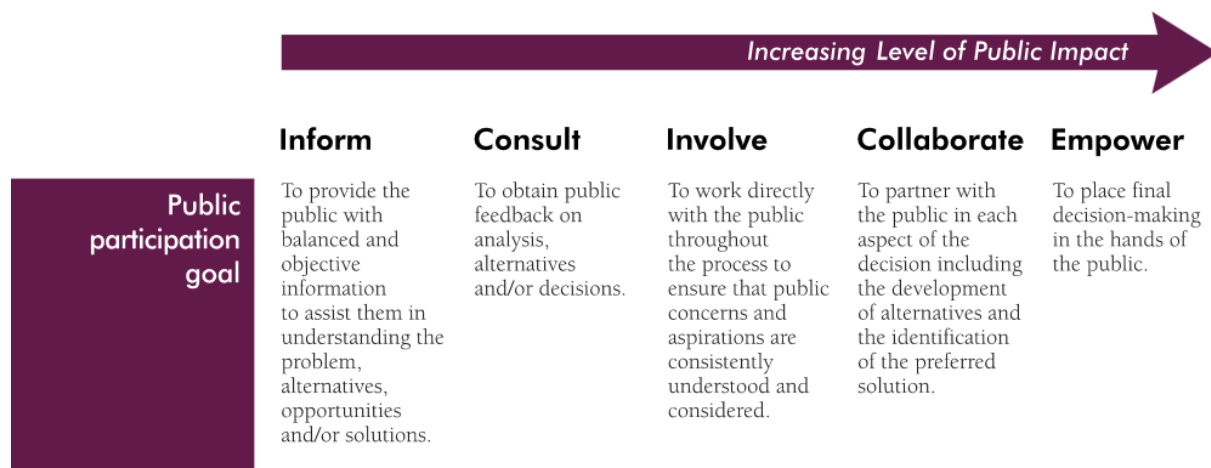 Increasing Level of Public Impact
Inform
Consult
Involve
Collaborate
Empower
Public
participation
goal
To provide the
public with
balanced and
objective
information
to assist them in
understanding the
problem,
alternatives,
opportunities
and/or solutions.
To obtain public
feedback on
analysis,
alternatives
and/or decisions.
To work directly
with the public
throughout
the process to
ensure that public
concerns and
aspirations are
consistently
understood and
considered.
To partner with
the public in each
aspect of the
decision including
the development
of alternatives and
the identification
of the preferred
solution.
To place final
decision-making
in the hands of
the public.